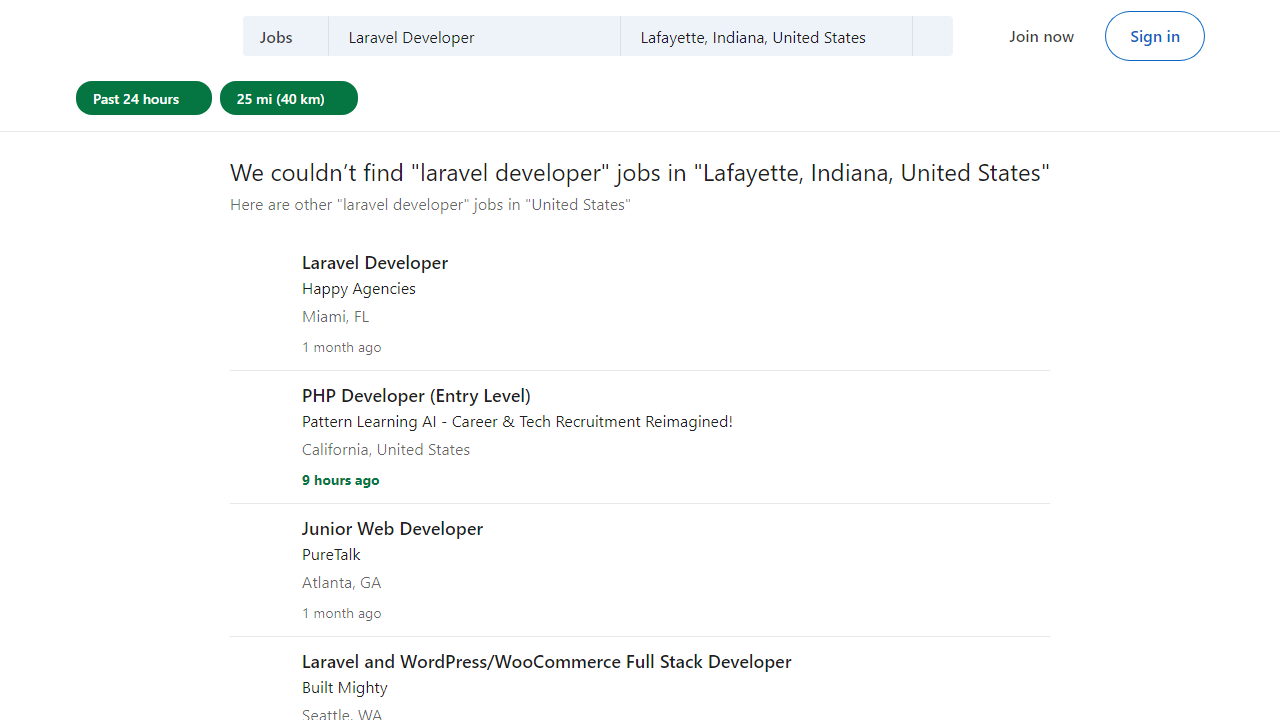 Jobs
Laravel Developer
Lafayette, Indiana, United States
Join now
Sign in
Past 24 hours
25 mi (40 km)
We couldn’t find "laravel developer" jobs in "Lafayette, Indiana, United States"
Here are other "laravel developer" jobs in "United States"
Laravel Developer
Happy Agencies
Miami, FL
1 month ago
PHP Developer (Entry Level)
Pattern Learning AI - Career & Tech Recruitment Reimagined!
California, United States
9 hours ago
Junior Web Developer
PureTalk
Atlanta, GA
1 month ago
Laravel and WordPress/WooCommerce Full Stack Developer
Built Mighty
Seattle, WA